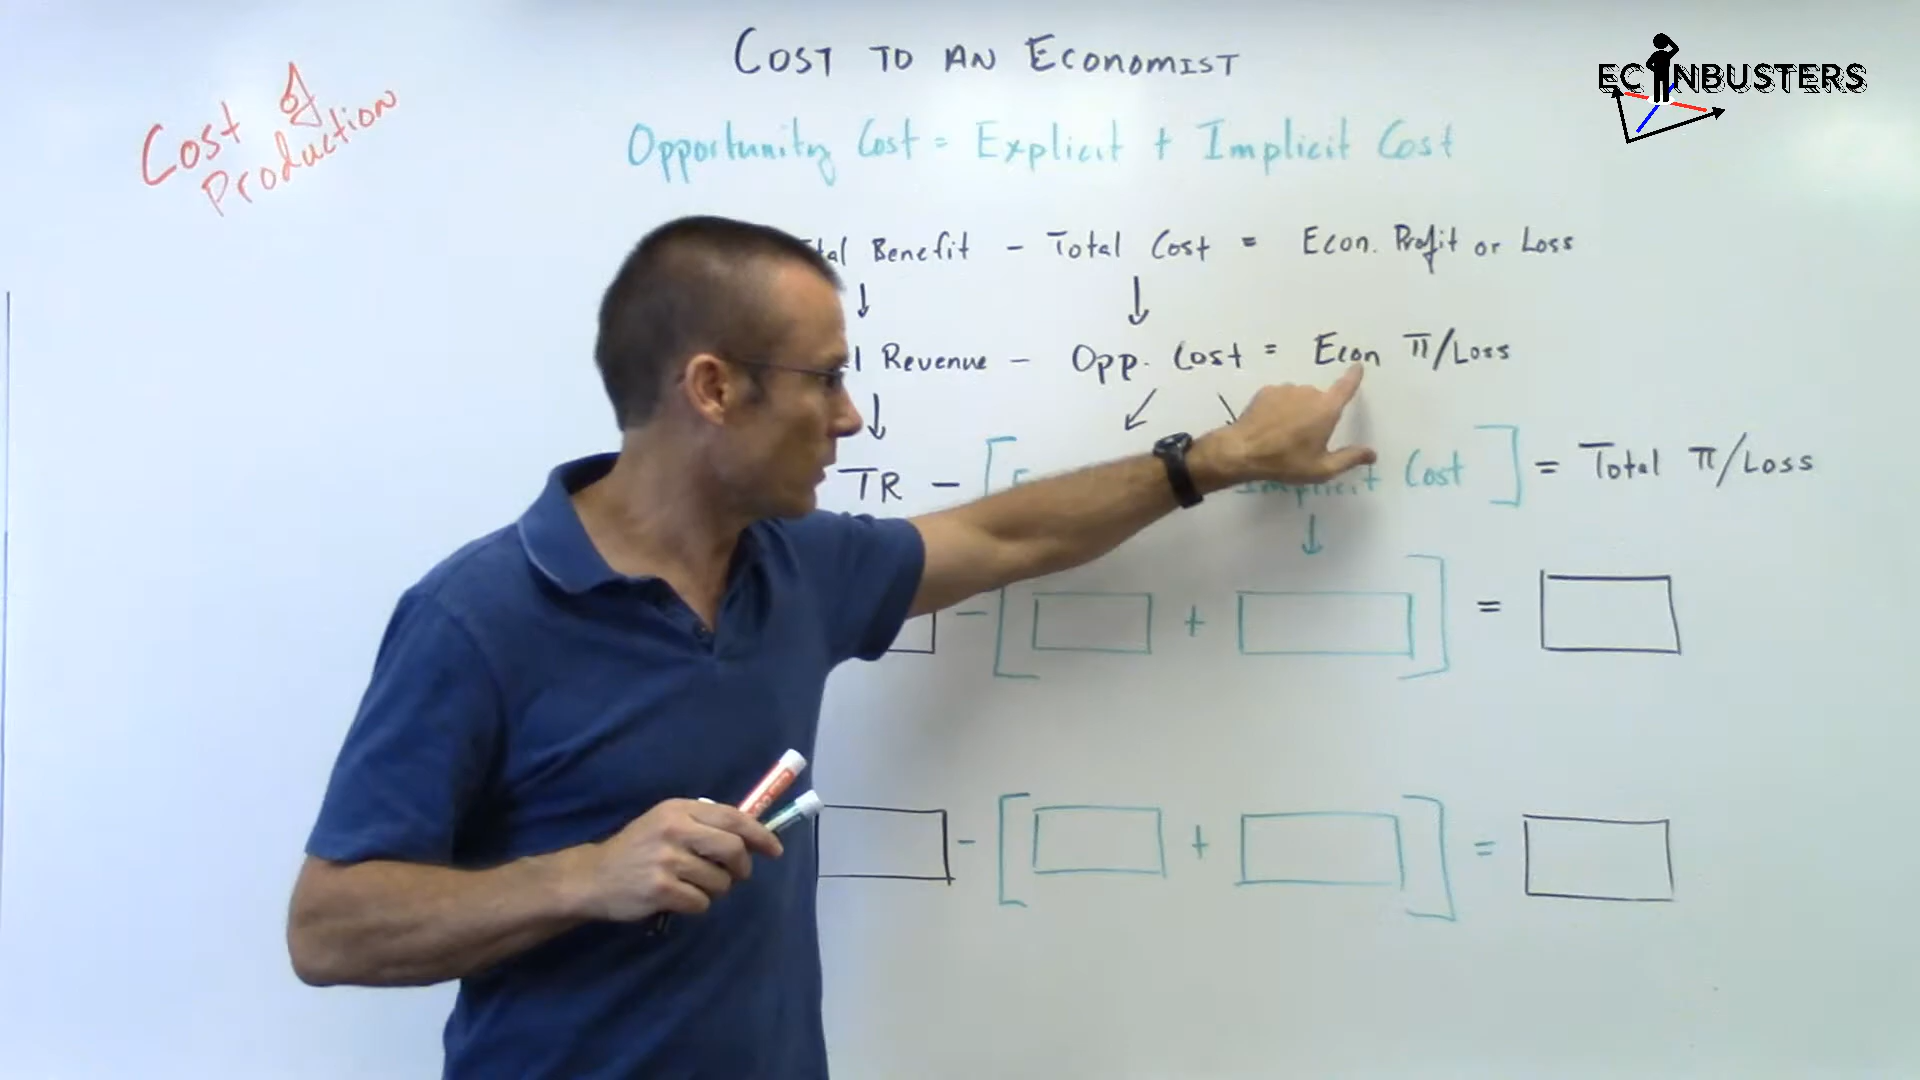 COST TO AN ECONOMIST
ECONBUSTERS
Cost of
Production
Opportunity Cost = Explicit + Implicit Cost
Benefit - Total Cost = Econ. Profit or Loss
Revenue - Opp. Cost = Econ π/Loss
TR - [ Implicit Cost ] = Total π/Loss
- [ + ] =
- [ + ] =